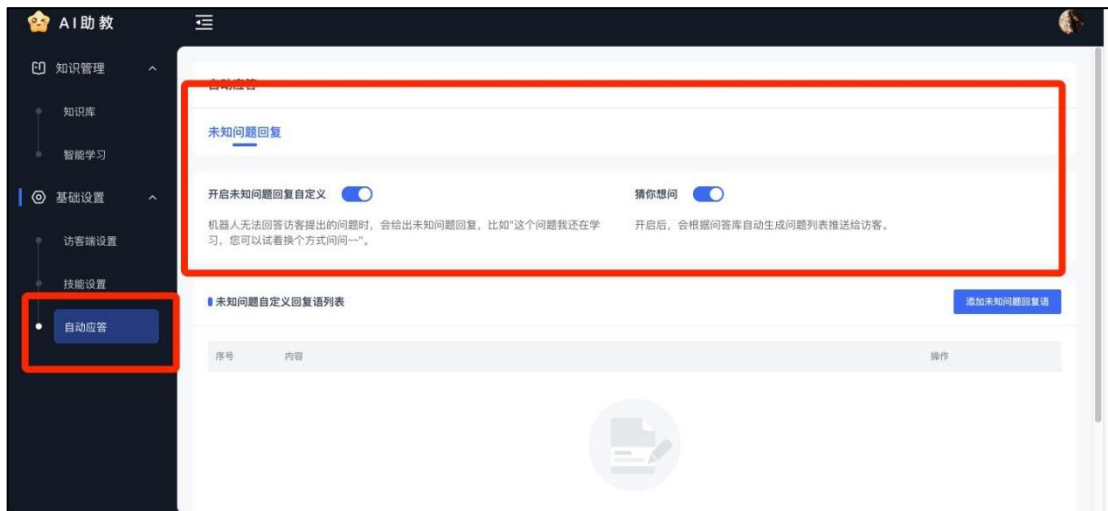 AI助教
知识管理
知识库
智能学习
基础设置
访客端设置
技能设置
自动应答
自动应答
未知问题回复
开启未知问题回复自定义
机器人无法回答访客提出的问题时，会给出未知问题回复，比如"这个问题我还在学
习，您可以试着换个方式问问~~"。
猜你想问
开启后，会根据问答库自动生成问题列表推送给访客。
未知问题自定义回复语列表
添加未知问题回复语
序号 内容 操作